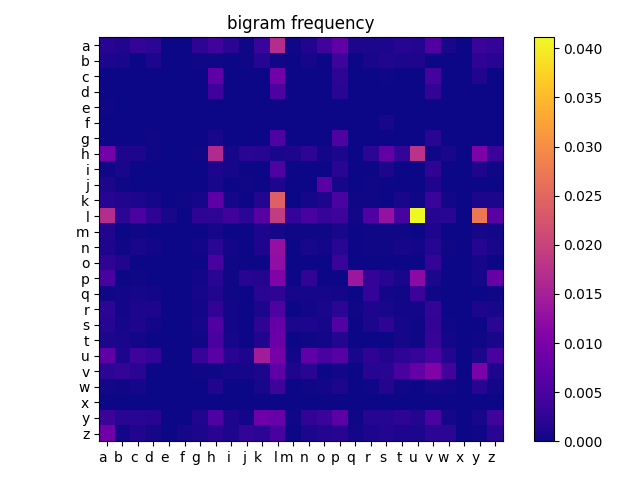 bigram frequency
a
b
c
d
e
f
g
h
i
j
k
l
m
n
o
p
q
r
s
t
u
v
w
x
y
z
a b c d e f g h i j k l m n o p q r s t u v w x y z
0.040
0.035
0.030
0.025
0.020
0.015
0.010
0.005
0.000